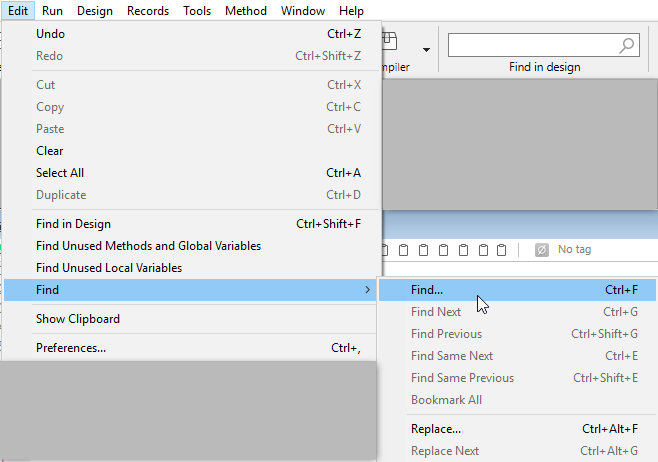 Edit Run Design Records Tools Method Window Help
Undo Ctrl+Z
Redo Ctrl+Shift+Z
Cut Ctrl+X
Copy Ctrl+C
Paste Ctrl+V
Clear
Select All Ctrl+A
Duplicate Ctrl+D
Find in Design Ctrl+Shift+F
Find Unused Methods and Global Variables
Find Unused Local Variables
Find
Show Clipboard
Preferences... Ctrl+,
mpiler
Find in design
No tag
Find... Ctrl+F
Find Next Ctrl+G
Find Previous Ctrl+Shift+G
Find Same Next Ctrl+E
Find Same Previous Ctrl+Shift+E
Bookmark All
Replace... Ctrl+Alt+F
Replace Next Ctrl+Alt+G